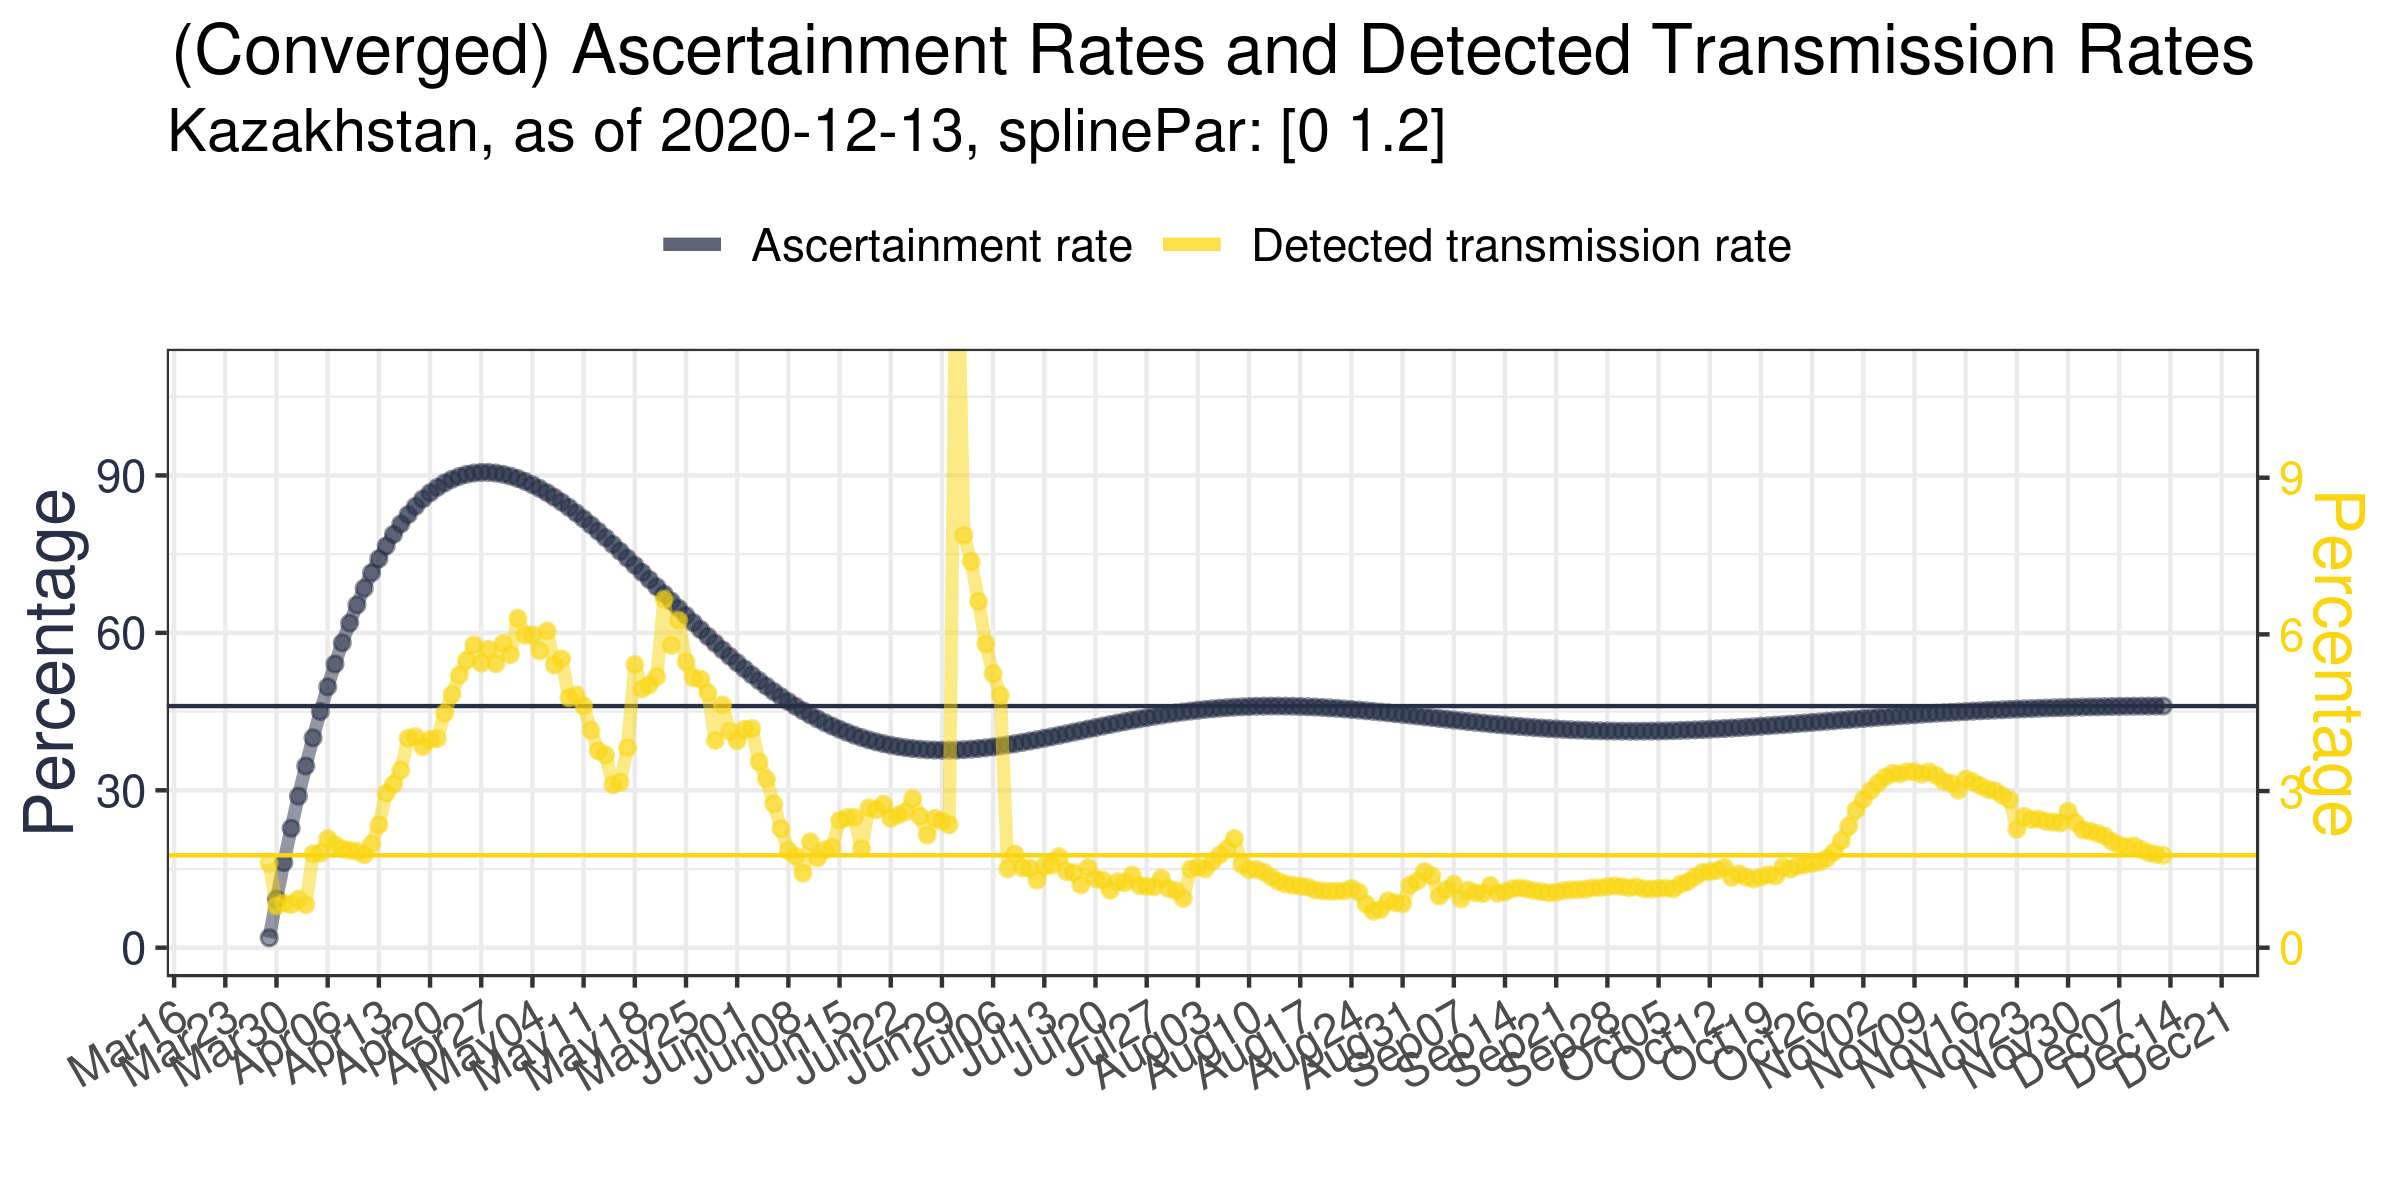 (Converged) Ascertainment Rates and Detected Transmission Rates
Kazakhstan, as of 2020-12-13, splinePar: [0 1.2]
Ascertainment rate Detected transmission rate
Percentage
90
60
30
0
9
6
3
0
Percentage
Mar16 Mar23 Mar30 Apr06 Apr13 Apr20 Apr27 May04 May11 May18 May25 Jun01 Jun08 Jun15 Jun22 Jun29 Jul06 Jul13 Jul20 Jul27 Aug03 Aug10 Aug17 Aug24 Aug31 Sep07 Sep14 Sep21 Sep28 Oct05 Oct12 Oct19 Oct26 Nov02 Nov09 Nov16 Nov23 Nov30 Dec07 Dec14 Dec21